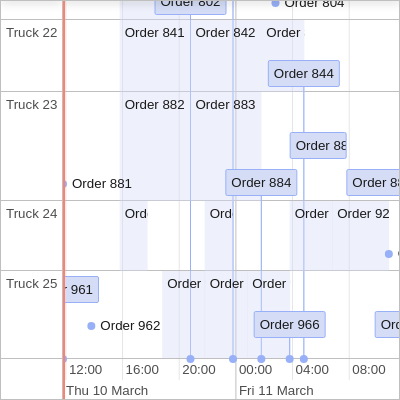 Order 802
Order 804
Truck 22
Order 841
Order 842
Order
Order 844
Truck 23
Order 882
Order 883
Order 88
Order 881
Order 884
Order 8
Truck 24
Ord
Ord
Order
Order 92
Truck 25
Order
Order
Order
961
Order 962
Order 966
Ord
12:00
16:00
20:00
00:00
04:00
08:00
Thu 10 March
Fri 11 March